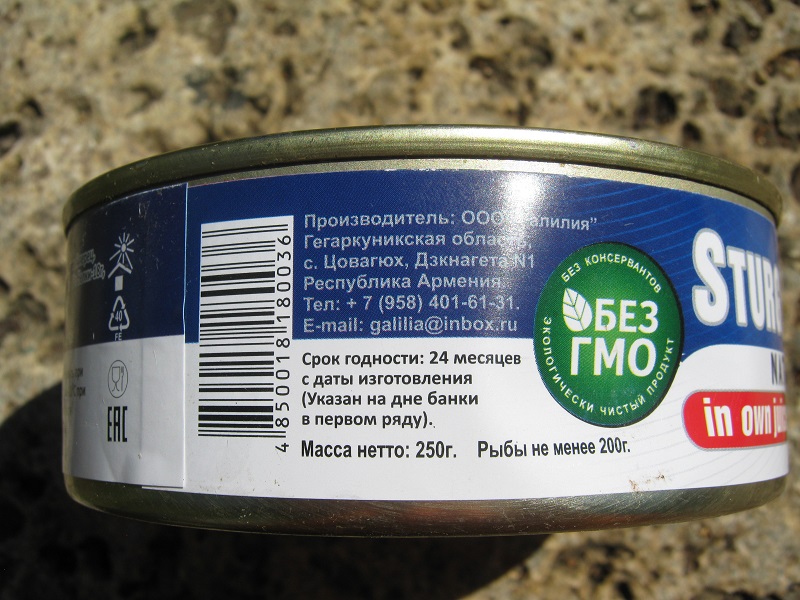 Производитель: ООО "Галилия"
Гегаркуникская область,
с. Цовагюх, Дзкнагета N1
Республика Армения.
Тел: + 7 (958) 401-61-31.
E-mail: galilia@inbox.ru
Срок годности: 24 месяцев
с даты изготовления
(Указан на дне банки
в первом ряду).
Масса нетто: 250г. Рыбы не менее 200г.
4 850018 180036
БЕЗ КОНСЕРВАНТОВ
БЕЗ
ГМО
ЭКОЛОГИЧЕСКИ ЧИСТЫЙ ПРОДУКТ
in own
40
FE
EAC